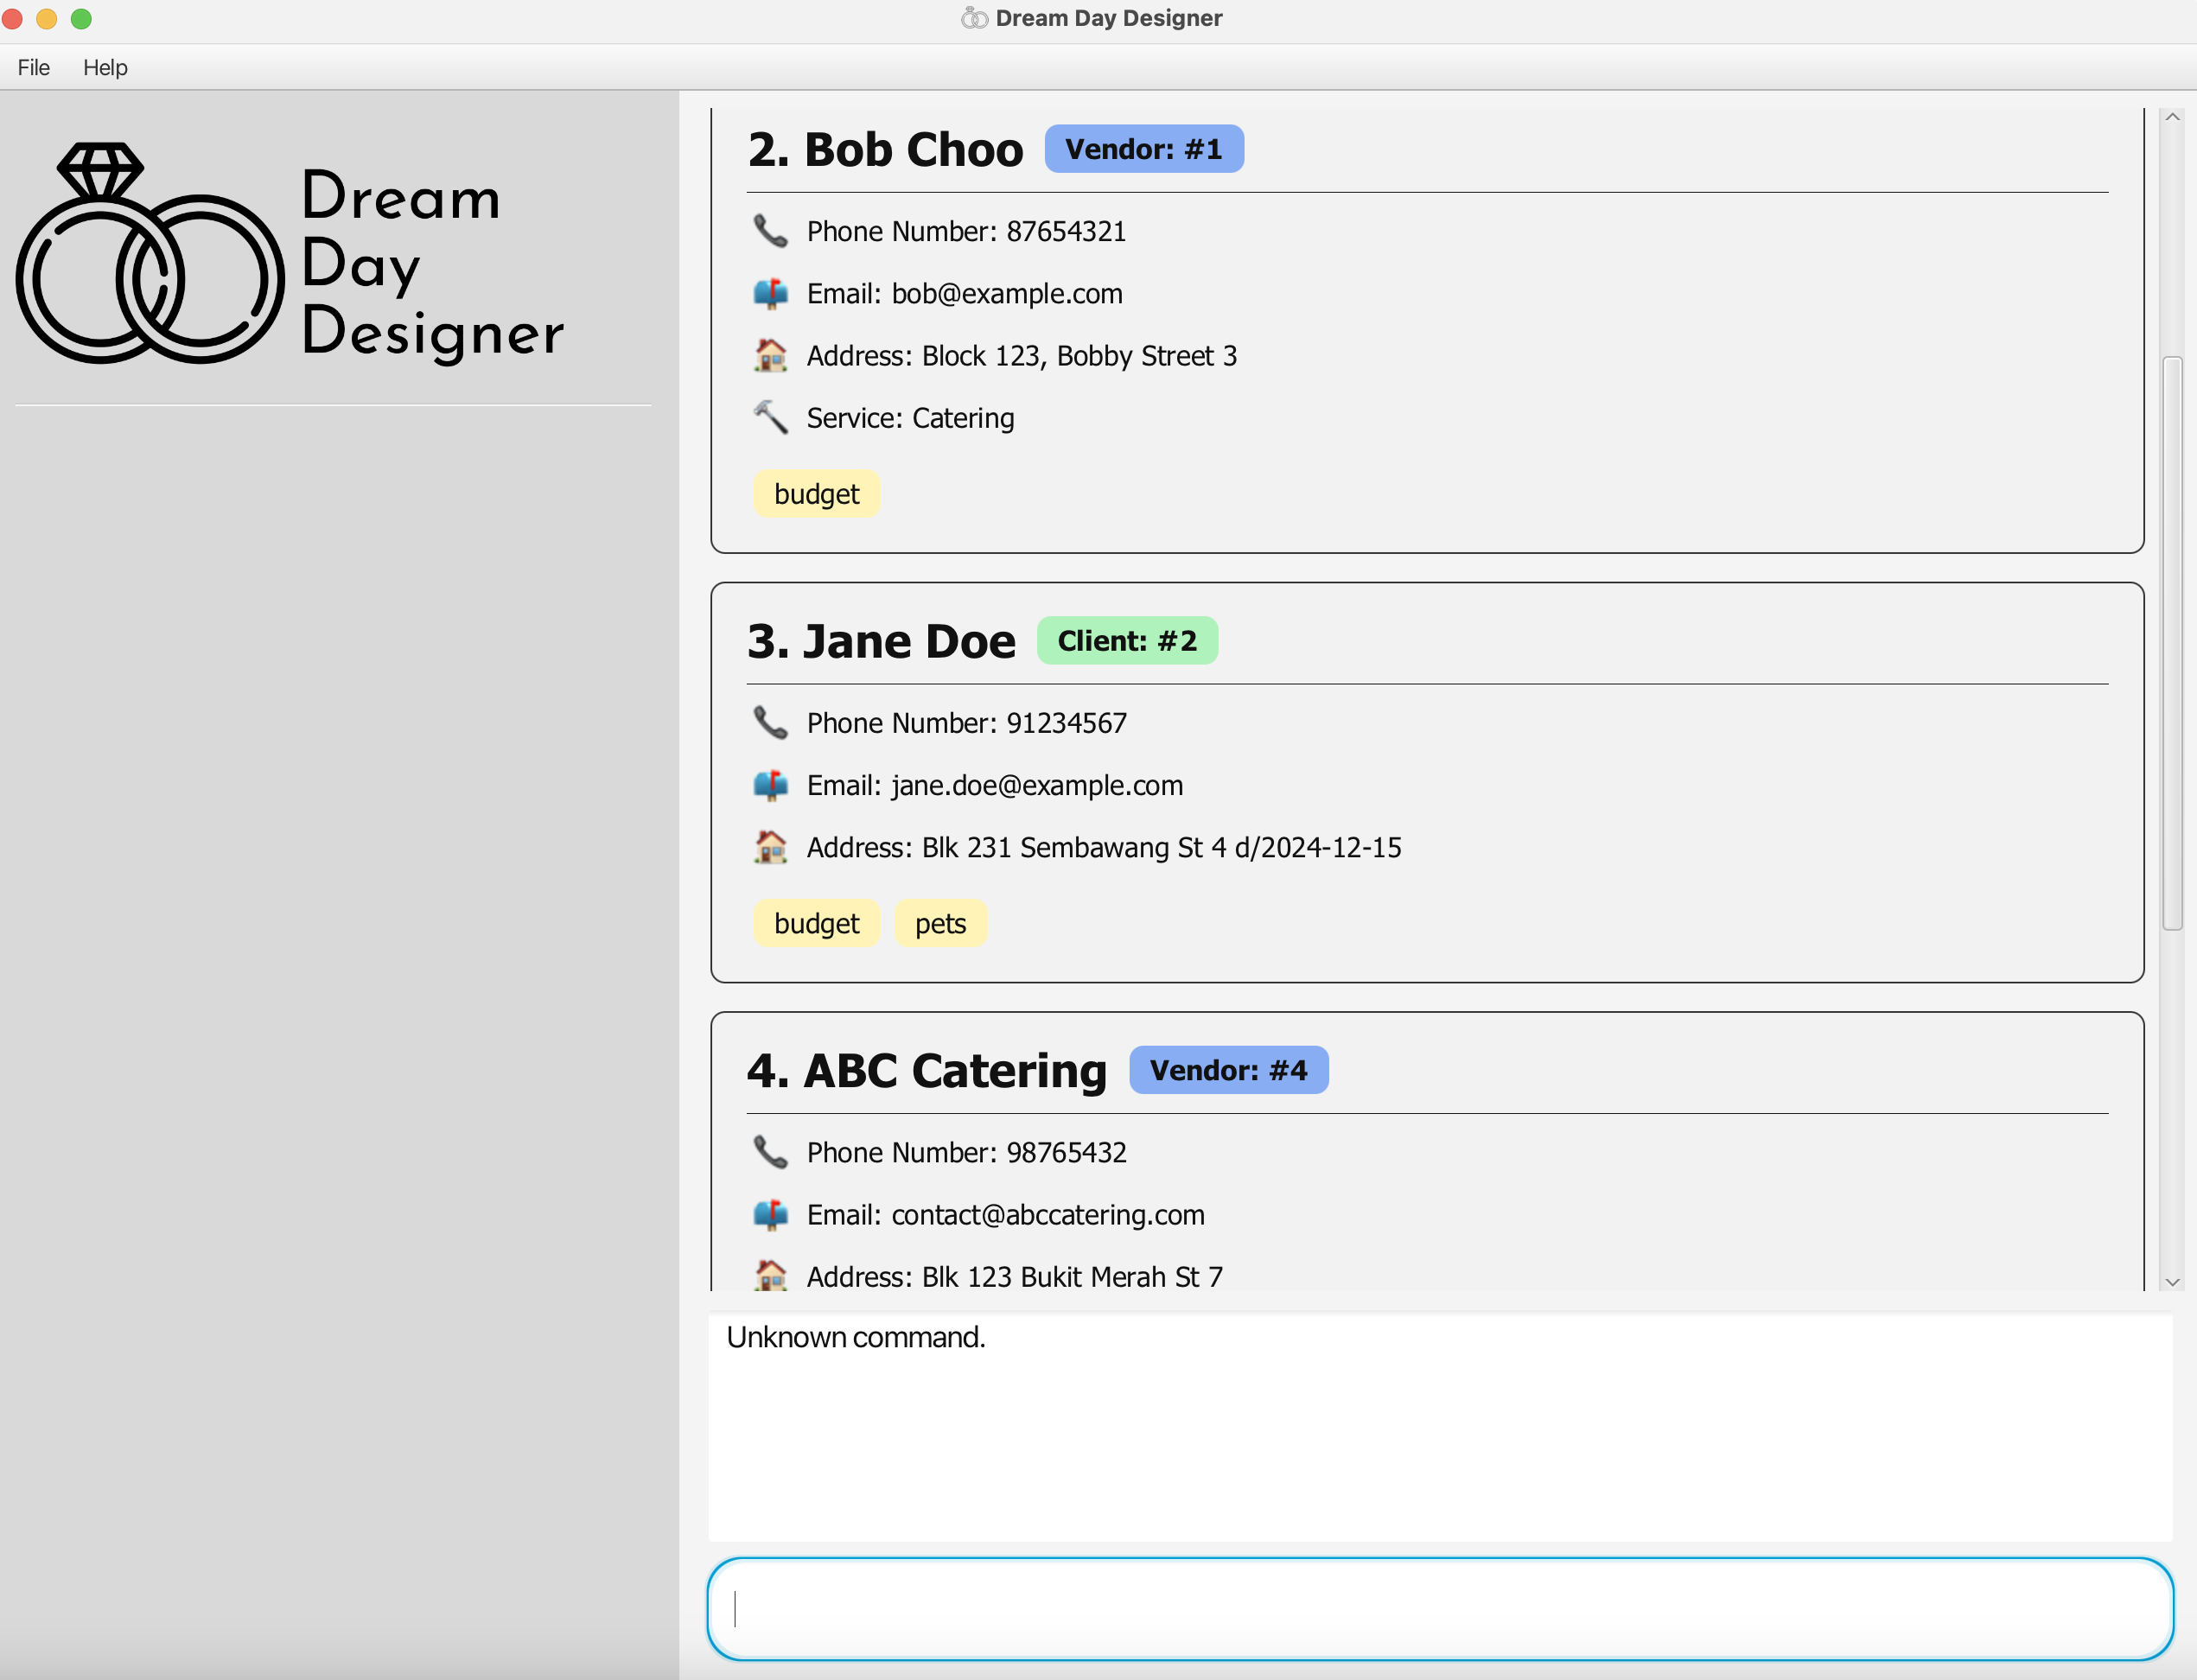 Dream Day Designer
File Help
Dream
Day
Designer
2. Bob Choo Vendor: #1
Phone Number: 87654321
Email: bob@example.com
Address: Block 123, Bobby Street 3
Service: Catering
budget
3. Jane Doe Client: #2
Phone Number: 91234567
Email: jane.doe@example.com
Address: Blk 231 Sembawang St 4 d/2024-12-15
budget pets
4. ABC Catering Vendor: #4
Phone Number: 98765432
Email: contact@abccatering.com
Address: Blk 123 Bukit Merah St 7
Unknown command.